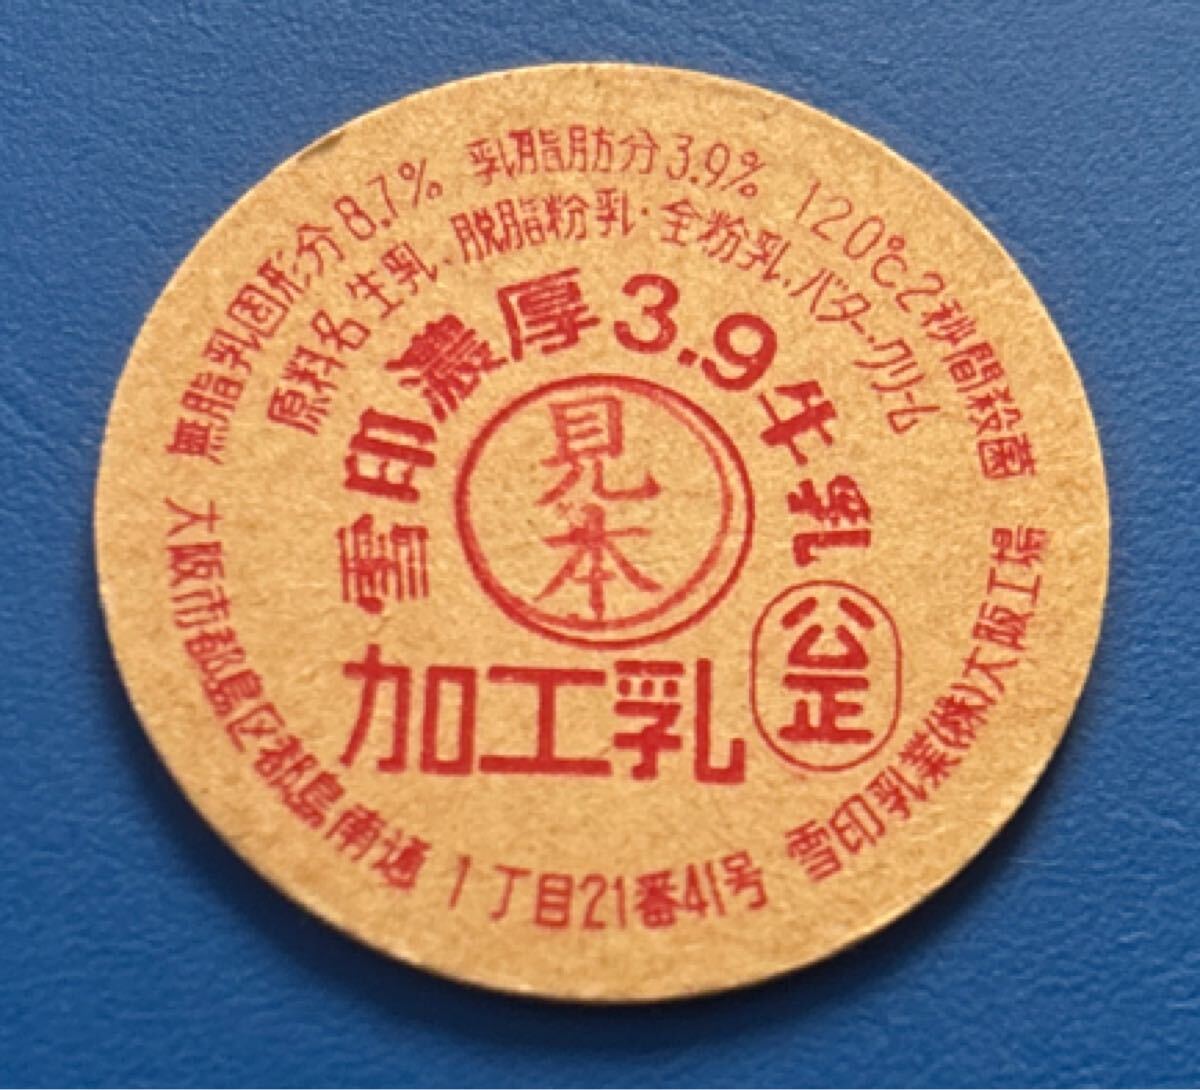 無脂乳固形分8.7% 乳脂肪分3.9% 120℃2秒間殺菌
原料名 生乳、脱脂粉乳・全粉乳、バター・クリーム
雪印濃厚3.9牛乳
見本
加工乳
公正
大阪市都島区都島南通1丁目21番41号 雪印乳業(株)大阪工場